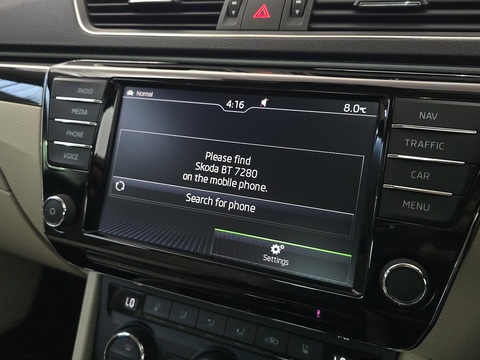 RADIO
MEDIA
PHONE
VOICE
Normal
4:16
8.0°C
Please find
Skoda BT 7280
on the mobile phone.
Search for phone
Settings
NAV
TRAFFIC
CAR
MENU
LO